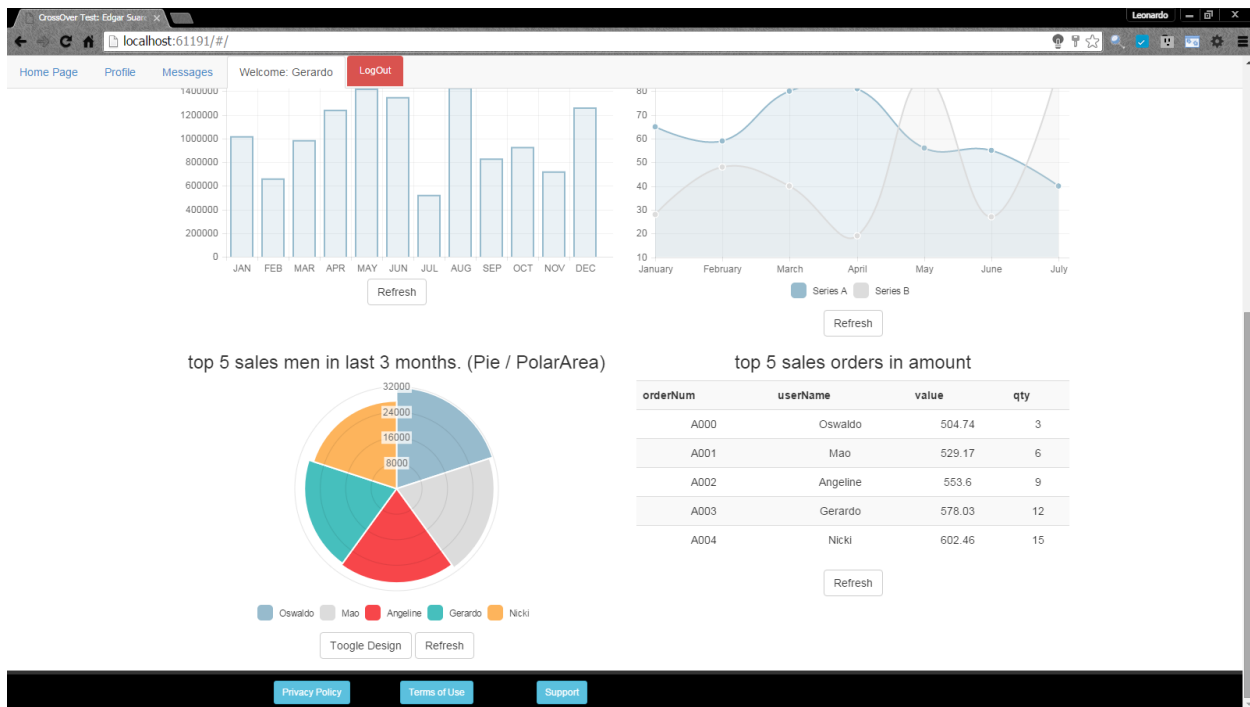 CrossOver Test: Edgar Suar
Leonardo
localhost:61191/#/
Home Page Profile Messages Welcome: Gerardo LogOut
1400000
1200000
1000000
800000
600000
400000
200000
0
JAN FEB MAR APR MAY JUN JUL AUG SEP OCT NOV DEC
Refresh
80
70
60
50
40
30
20
10
January February March April May June July
Series A Series B
Refresh
top 5 sales men in last 3 months. (Pie / PolarArea)
32000
24000
16000
8000
Oswaldo Mao Angeline Gerardo Nicki
Toogle Design Refresh
top 5 sales orders in amount
orderNum userName value qty
A000 Oswaldo 504.74 3
A001 Mao 529.17 6
A002 Angeline 553.6 9
A003 Gerardo 578.03 12
A004 Nicki 602.46 15
Refresh
Privacy Policy Terms of Use Support